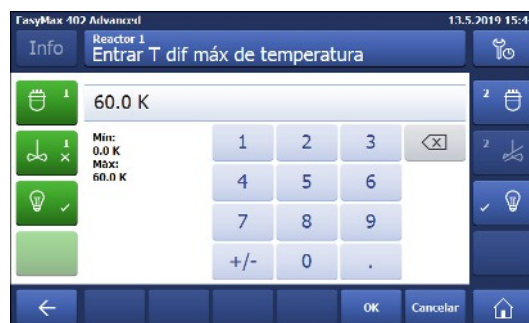 EasyMax 402 Advanced 13.5.2019 15:4
Info
Reactor 1
Entrar T dif máx de temperatura
1
60.0 K
2
1
Mín:
0.0 K
Máx:
60.0 K
1 2 3
2
4 5 6
7 8 9
+/- 0 .
OK Cancelar